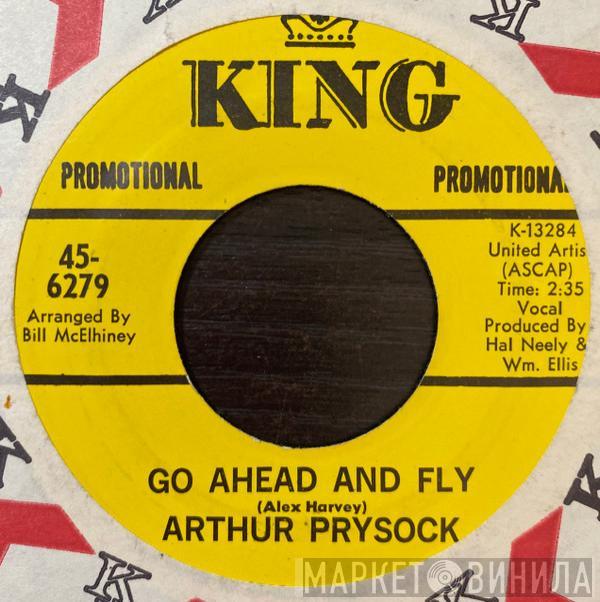 KING
PROMOTIONAL
PROMOTIONA
45-
6279
Arranged By
Bill McElhiney
K-13284
United Artis
(ASCAP)
Time: 2:35
Vocal
Produced By
Hal Neely &
Wm. Ellis
GO AHEAD AND FLY
(Alex Harvey)
ARTHUR PRYSOCK
K
K
K
K
МАРКЕТ ВИНИЛА